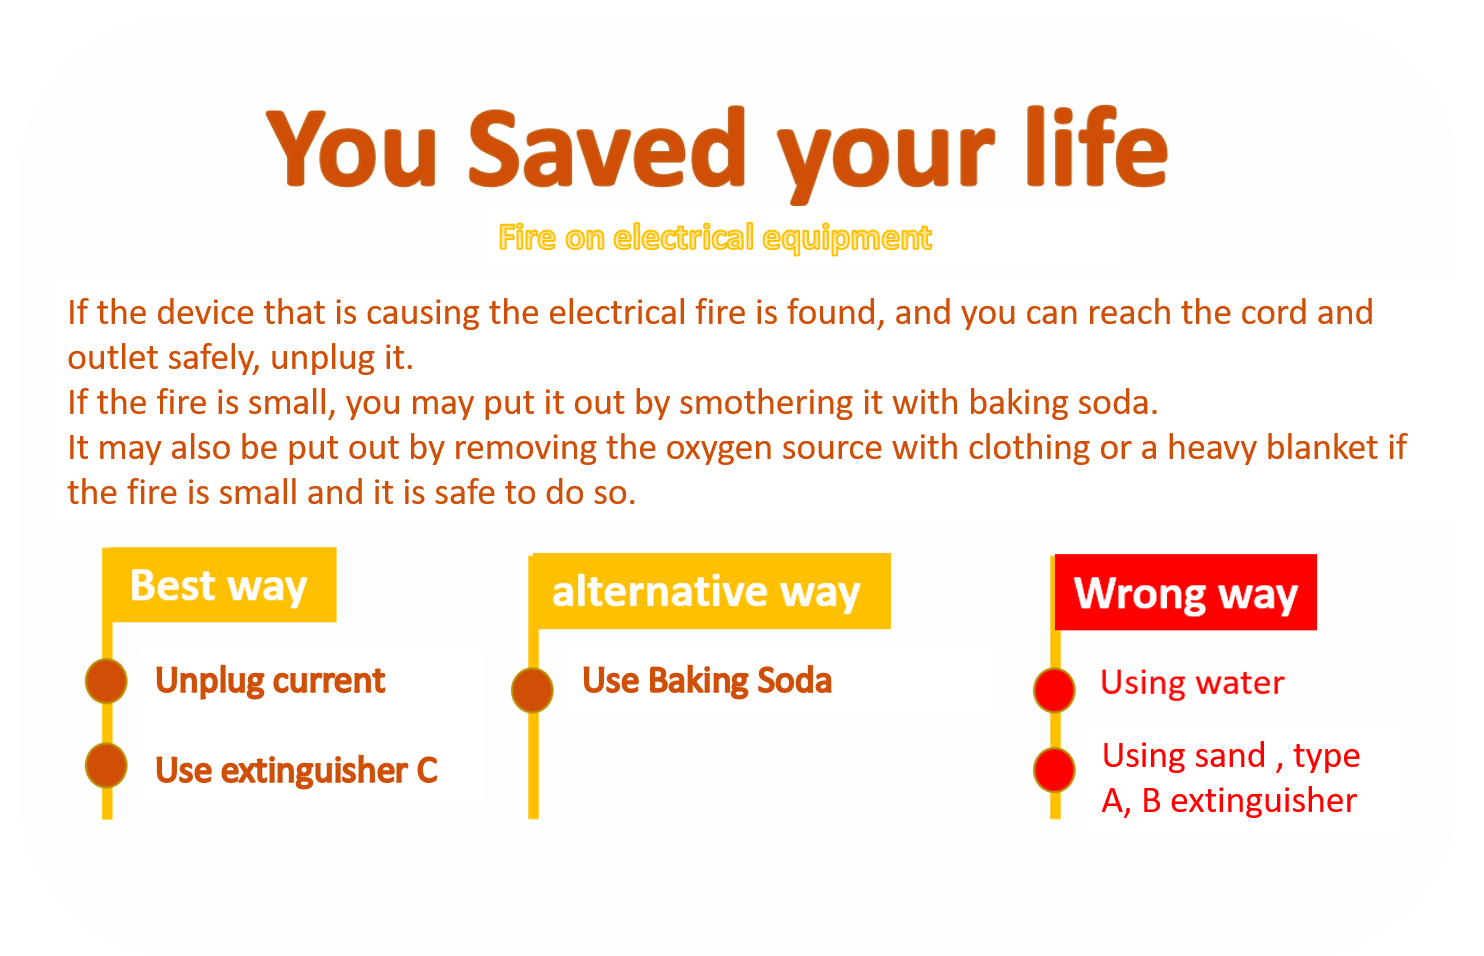 You Saved your life
Fire on electrical equipment
If the device that is causing the electrical fire is found, and you can reach the cord and
outlet safely, unplug it.
If the fire is small, you may put it out by smothering it with baking soda.
It may also be put out by removing the oxygen source with clothing or a heavy blanket if
the fire is small and it is safe to do so.
Best way
Unplug current
Use extinguisher C
alternative way
Use Baking Soda
Wrong way
Using water
Using sand , type
A, B extinguisher